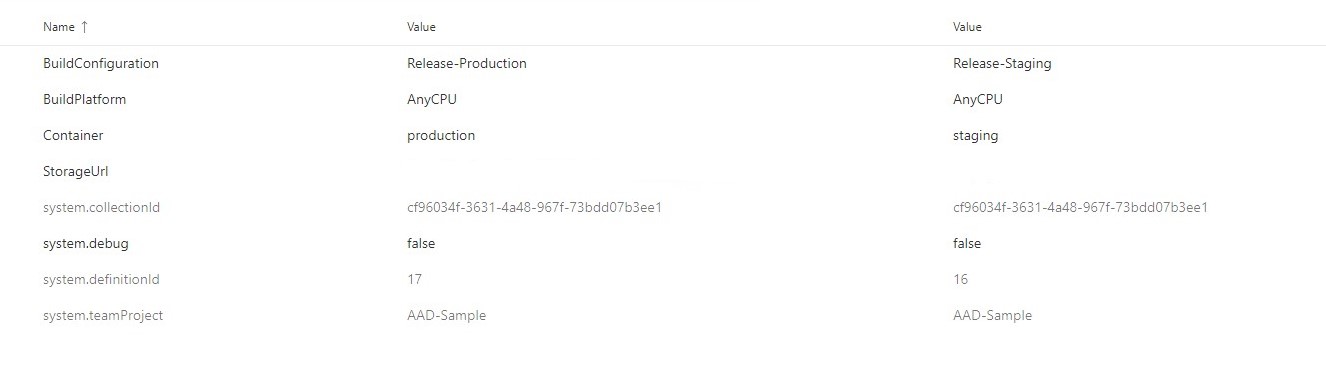 Name ↑ Value Value
BuildConfiguration Release-Production Release-Staging
BuildPlatform AnyCPU AnyCPU
Container production staging
StorageUrl
system.collectionId cf96034f-3631-4a48-967f-73bdd07b3ee1 cf96034f-3631-4a48-967f-73bdd07b3ee1
system.debug false false
system.definitionId 17 16
system.teamProject AAD-Sample AAD-Sample